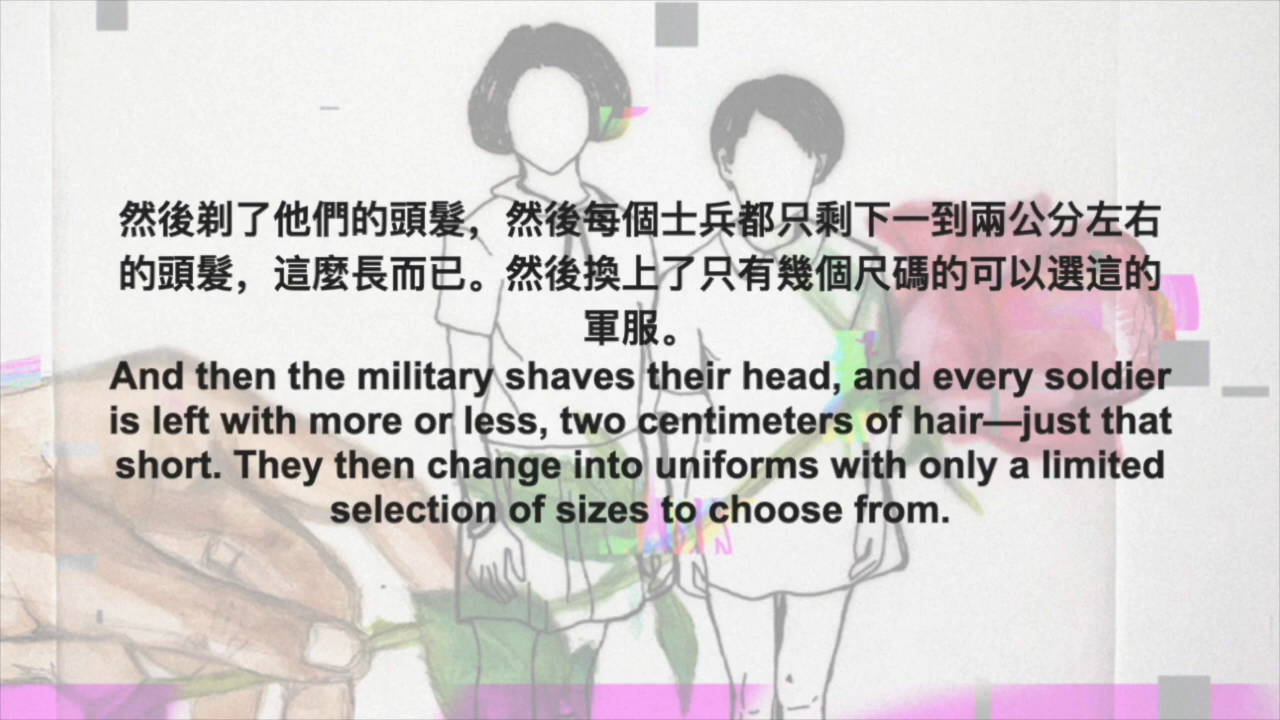 然後剃了他們的頭髮，然後每個士兵都只剩下一到兩公分左右
的頭髮，這麼長而已。然後換上了只有幾個尺碼的可以選這的
軍服。
And then the military shaves their head, and every soldier
is left with more or less, two centimeters of hair—just that
short. They then change into uniforms with only a limited
selection of sizes to choose from.